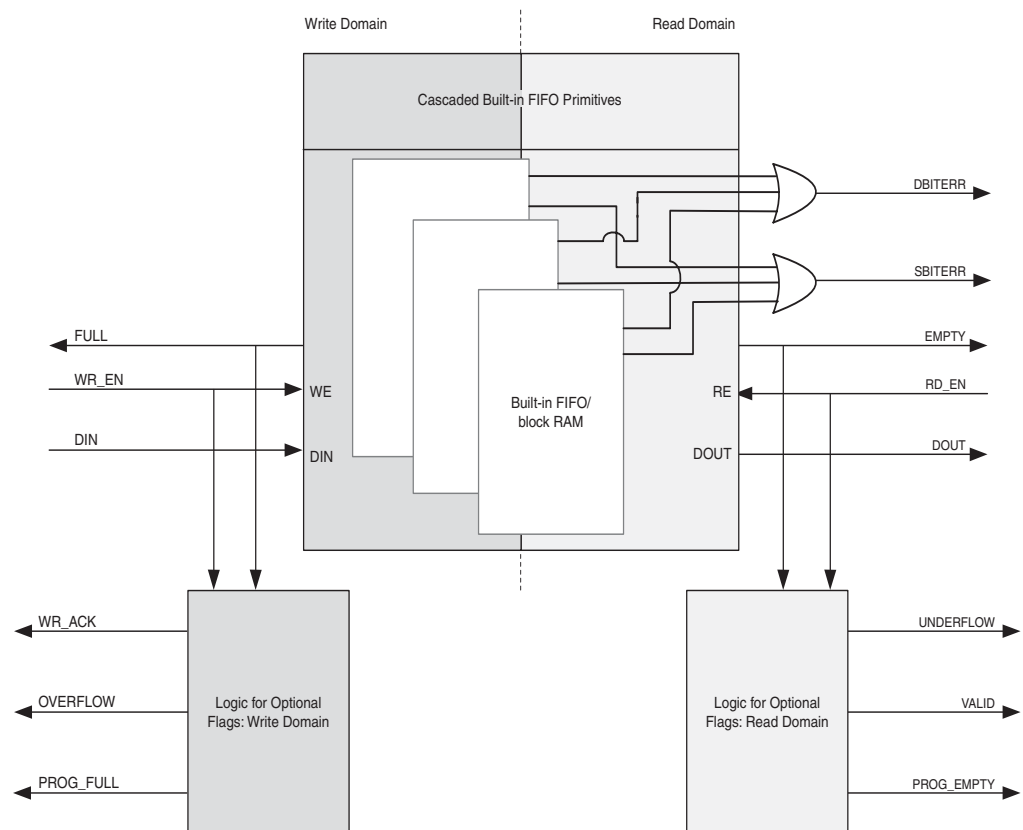 Write Domain
Read Domain
Cascaded Built-in FIFO Primitives
DBITERR
SBITERR
FULL
EMPTY
WR_EN
WE
Built-in FIFO/
block RAM
RE
RD_EN
DIN
DIN
DOUT
DOUT
WR_ACK
UNDERFLOW
OVERFLOW
Logic for Optional
Flags: Write Domain
Logic for Optional
Flags: Read Domain
VALID
PROG_FULL
PROG_EMPTY